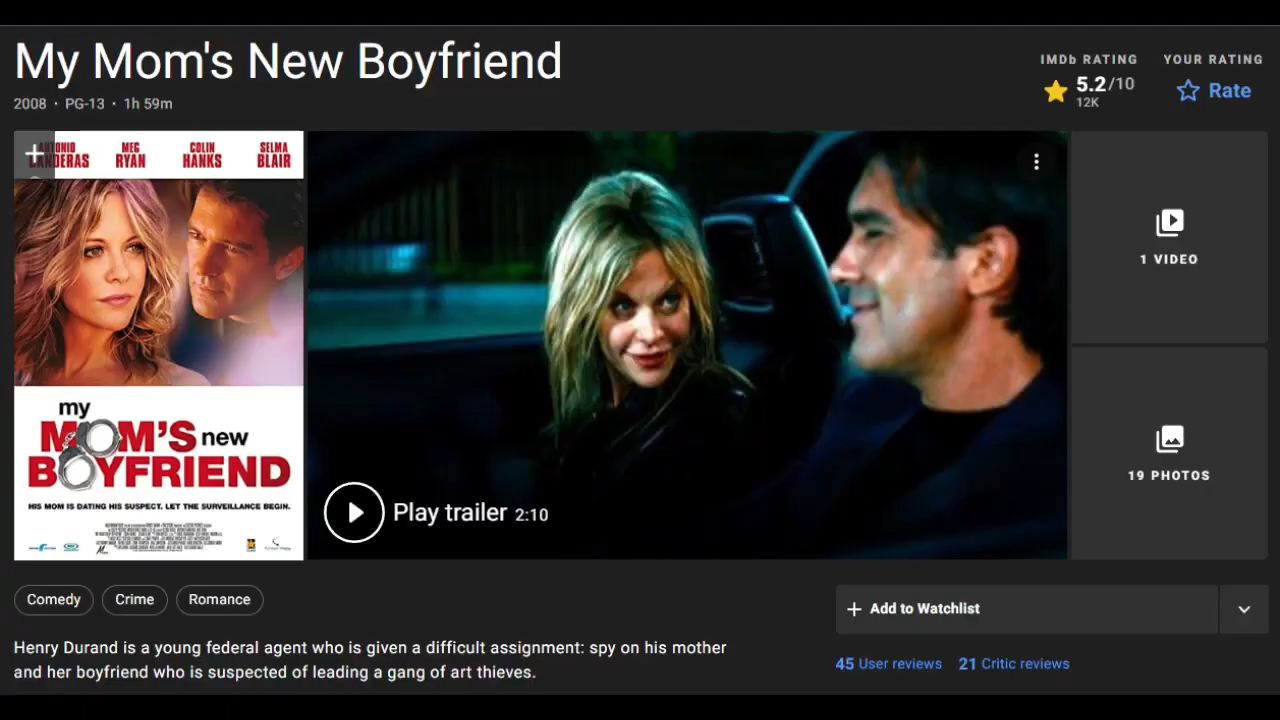 My Mom's New Boyfriend
2008 · PG-13 · 1h 59m
IMDb RATING
5.2/10
12K
YOUR RATING
Rate
MEG RYAN
COLIN HANKS
SELMA BLAIR
my
MOM'S new
BOYFRIEND
HIS MOM IS DATING HIS SUSPECT. LET THE SURVEILLANCE BEGIN.
Play trailer 2:10
1 VIDEO
19 PHOTOS
Comedy
Crime
Romance
Henry Durand is a young federal agent who is given a difficult assignment: spy on his mother
and her boyfriend who is suspected of leading a gang of art thieves.
+ Add to Watchlist
45 User reviews 21 Critic reviews